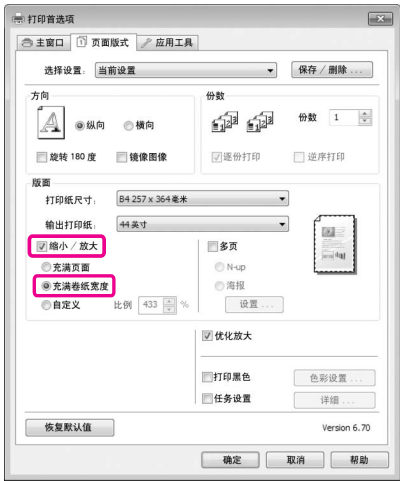 打印首选项
主窗口 页面版式 应用工具
选择设置: 当前设置 保存 / 删除 ...
方向
纵向 横向
旋转 180 度 镜像图像
份数
份数 1
逐份打印 逆序打印
版面
打印纸尺寸: B4 257 x 364 毫米
输出打印纸: 44 英寸
缩小 / 放大
充满页面
充满卷纸宽度
自定义 比例 433 %
多页
N-up
海报
设置 ...
优化放大
打印黑色 色彩设置 ...
任务设置 详细 ...
恢复默认值 Version 6.70
确定 取消 帮助